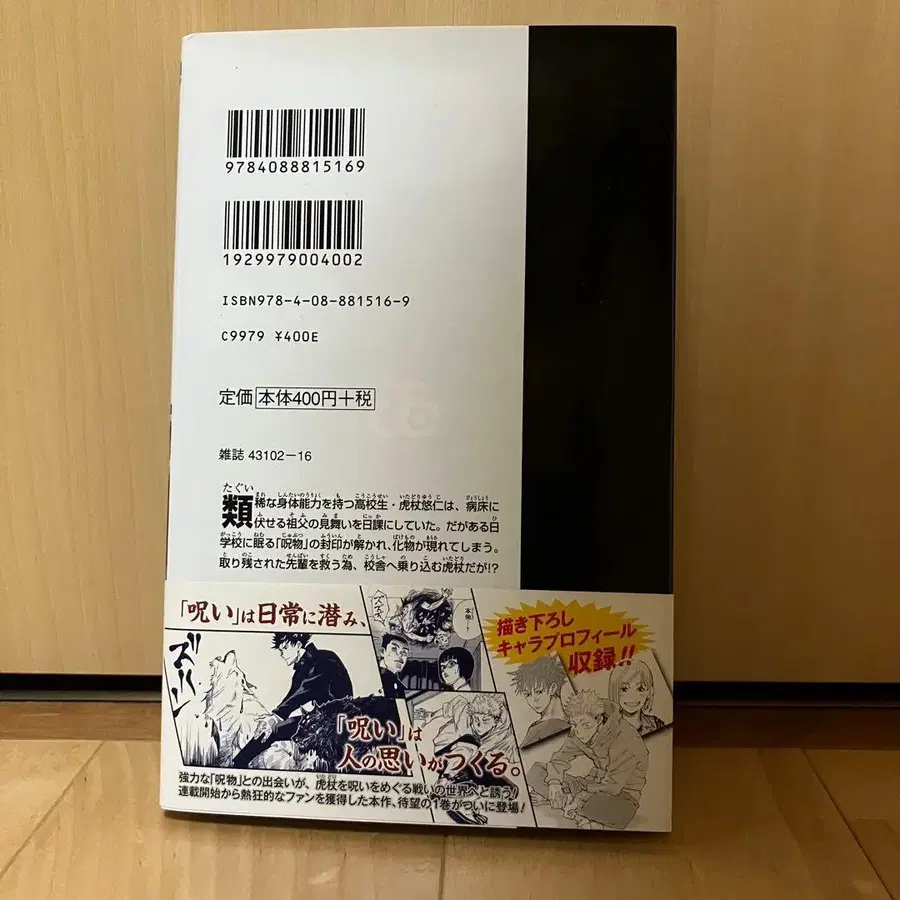 9784088815169
1929979004002
ISBN978-4-08-881516-9
C9979 ¥400E
定価 本体400円+税
雑誌 43102-16
類稀な身体能力を持つ高校生・虎杖悠仁は、病床に
伏せる祖父の見舞いを日課にしていた。だがある日
学校に眠る「呪物」の封印が解かれ、化物が現れてしまう。
取り残された先輩を救う為、校舎へ乗り込む虎杖だが!?
「呪い」は日常に潜み、
描き下ろし
キャラプロフィール
収録!!
「呪い」は
人の思いがつくる。
強力な「呪物」との出会いが、虎杖を呪いをめぐる戦いの世界へと誘う!
連載開始から熱狂的なファンを獲得した本作、待望の1巻がついに登場!